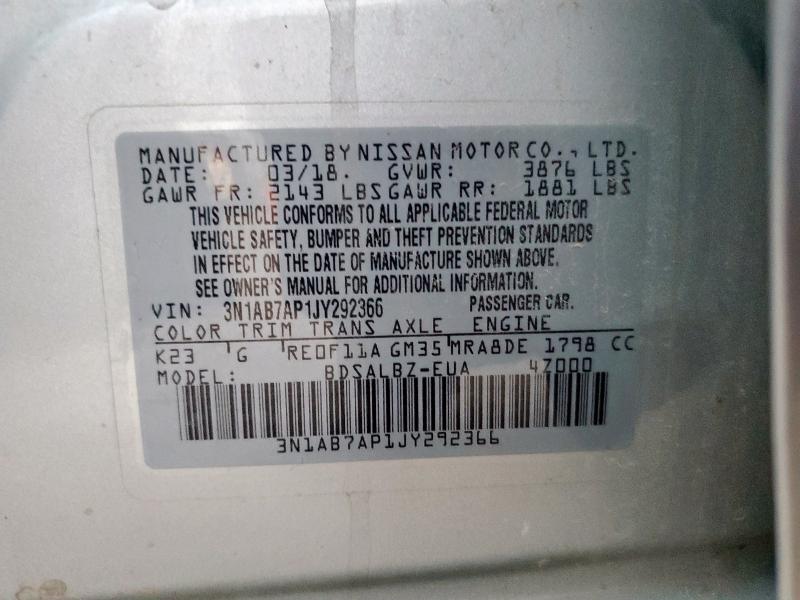 MANUFACTURED BY NISSAN MOTOR CO., LTD.
DATE: 03/18. GVWR: 3876 LBS
GAWR FR: 2143 LBS GAWR RR: 1881 LBS
THIS VEHICLE CONFORMS TO ALL APPLICABLE FEDERAL MOTOR
VEHICLE SAFETY, BUMPER AND THEFT PREVENTION STANDARDS
IN EFFECT ON THE DATE OF MANUFACTURE SHOWN ABOVE.
SEE OWNER'S MANUAL FOR ADDITIONAL INFORMATION.
VIN: 3N1AB7AP1JY292366 PASSENGER CAR.
COLOR TRIM TRANS AXLE ENGINE
K23 G RE0F11A GM35 MRA8DE 1798 CC
MODEL: BDSALBZ-EUA 4Z000
3N1AB7AP1JY292366